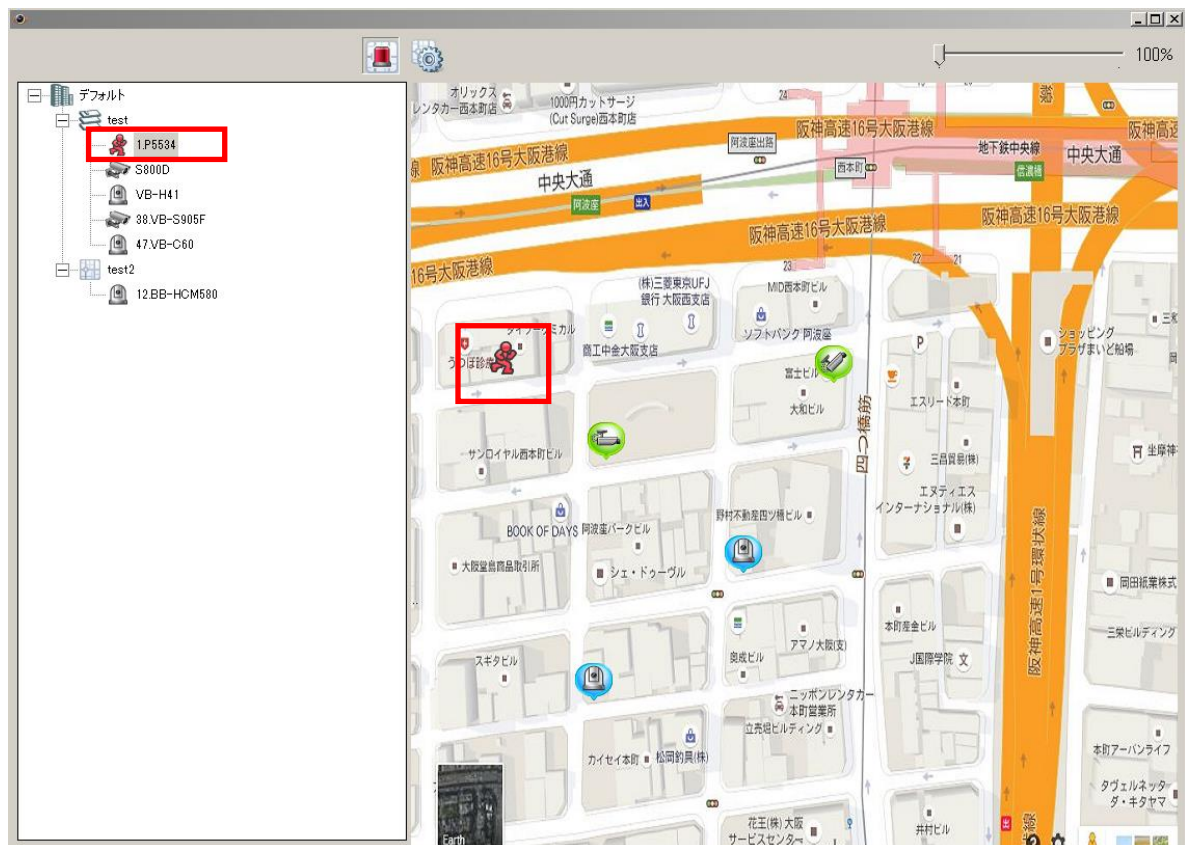 100%
デフォルト
test
1.P5534
S800D
VB-H41
38.VB-S905F
47.VB-C60
test2
12.BB-HCM580
オリックス
レンタカー西本町店
1000円カットサージ
(Cut Surge)西本町店
24
阪神高速16号大阪港線
阿波座出路
西本町
地下鉄中央線
信濃橋
中央大通
阪神高速16号大阪港線
中央大通
阿波座
出入
阪神高速16号大阪港線
阪神高速16号大阪港線
16号大阪港線
23
22
21
(株)三菱東京UFJ
銀行 大阪西支店
MID西本町ビル
ソフトバンク 阿波座
商工中金大阪支店
富士ビル
大和ビル
P
エスリード本町
ショッピング
プラザまいど船場
四つ橋筋
サンロイヤル西本町ビル
三昌貿易(株)
エヌティエス
インターナショナル(株)
坐摩神
BOOK OF DAYS
阿波座パークビル
野村不動産四ツ橋ビル
大阪堂島商品取引所
シェ・ドゥーヴル
阪神高速1号環状線
岡田紙業株式
三栄ビルディング
スギタビル
奥成ビル
アマノ大阪(支)
本町産金ビル
J国際学院
文
ニッポンレンタカー
本町営業所
立売堀ビルディング
カイセイ本町
松岡釣具(株)
本町アーバンライフ
タヴェルネッター
ダ・キタヤマ
花王(株)大阪
サービスセンター
井村ビル
出
Earth